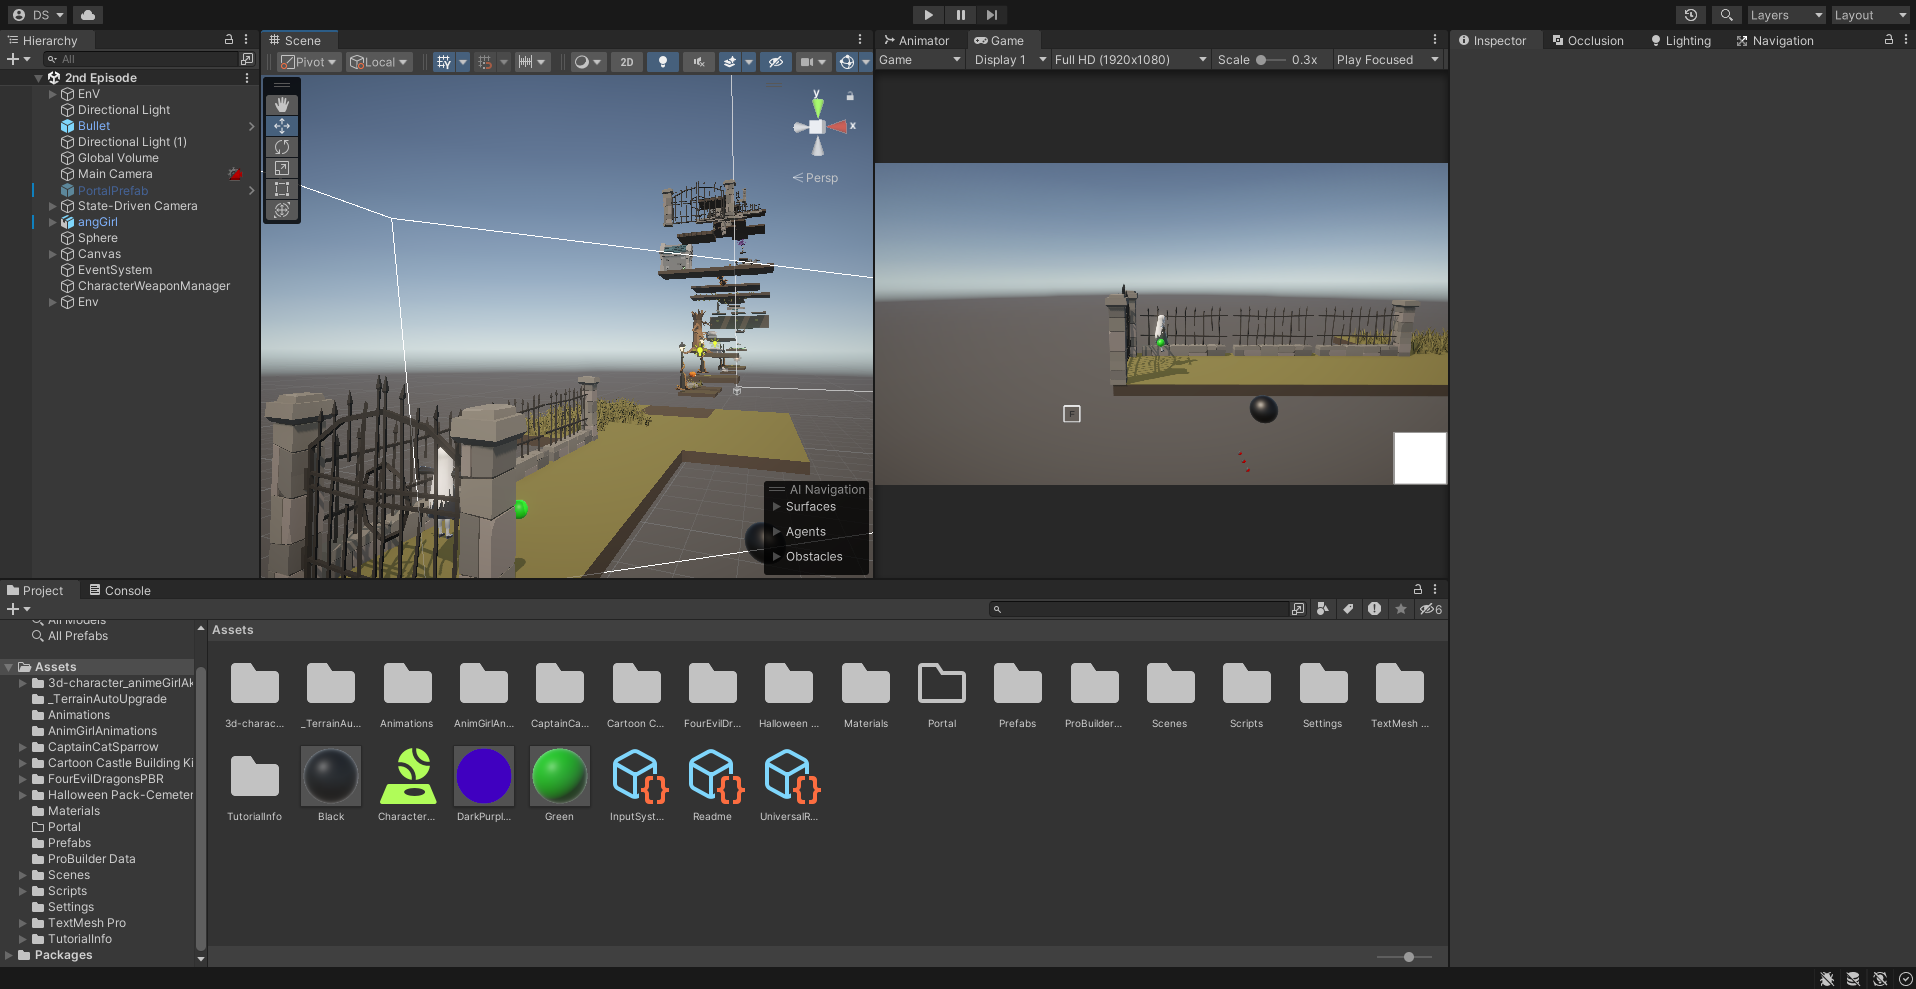 DS
Layers
Layout
Hierarchy
All
2nd Episode
EnV
Directional Light
Bullet
Directional Light (1)
Global Volume
Main Camera
PortalPrefab
State-Driven Camera
angGirl
Sphere
Canvas
EventSystem
CharacterWeaponManager
Env
Scene
Pivot
Local
2D
y
x
Persp
AI Navigation
Surfaces
Agents
Obstacles
Animator
Game
Game
Display 1
Full HD (1920x1080)
Scale
0.3x
Play Focused
F
Inspector
Occlusion
Lighting
Navigation
Project
Console
6
All Models
All Prefabs
Assets
3d-character_animeGirlAk
_TerrainAutoUpgrade
Animations
AnimGirlAnimations
CaptainCatSparrow
Cartoon Castle Building Ki
FourEvilDragonsPBR
Halloween Pack-Cemeter
Materials
Portal
Prefabs
ProBuilder Data
Scenes
Scripts
Settings
TextMesh Pro
TutorialInfo
Packages
Assets
3d-charac...
_TerrainAu...
Animations
AnimGirlAn...
CaptainCa...
Cartoon C...
FourEvilDr...
Halloween ...
Materials
Portal
Prefabs
ProBuilder...
Scenes
Scripts
Settings
TextMesh ...
TutorialInfo
Black
Character...
DarkPurpl...
Green
InputSyst...
Readme
UniversalR...